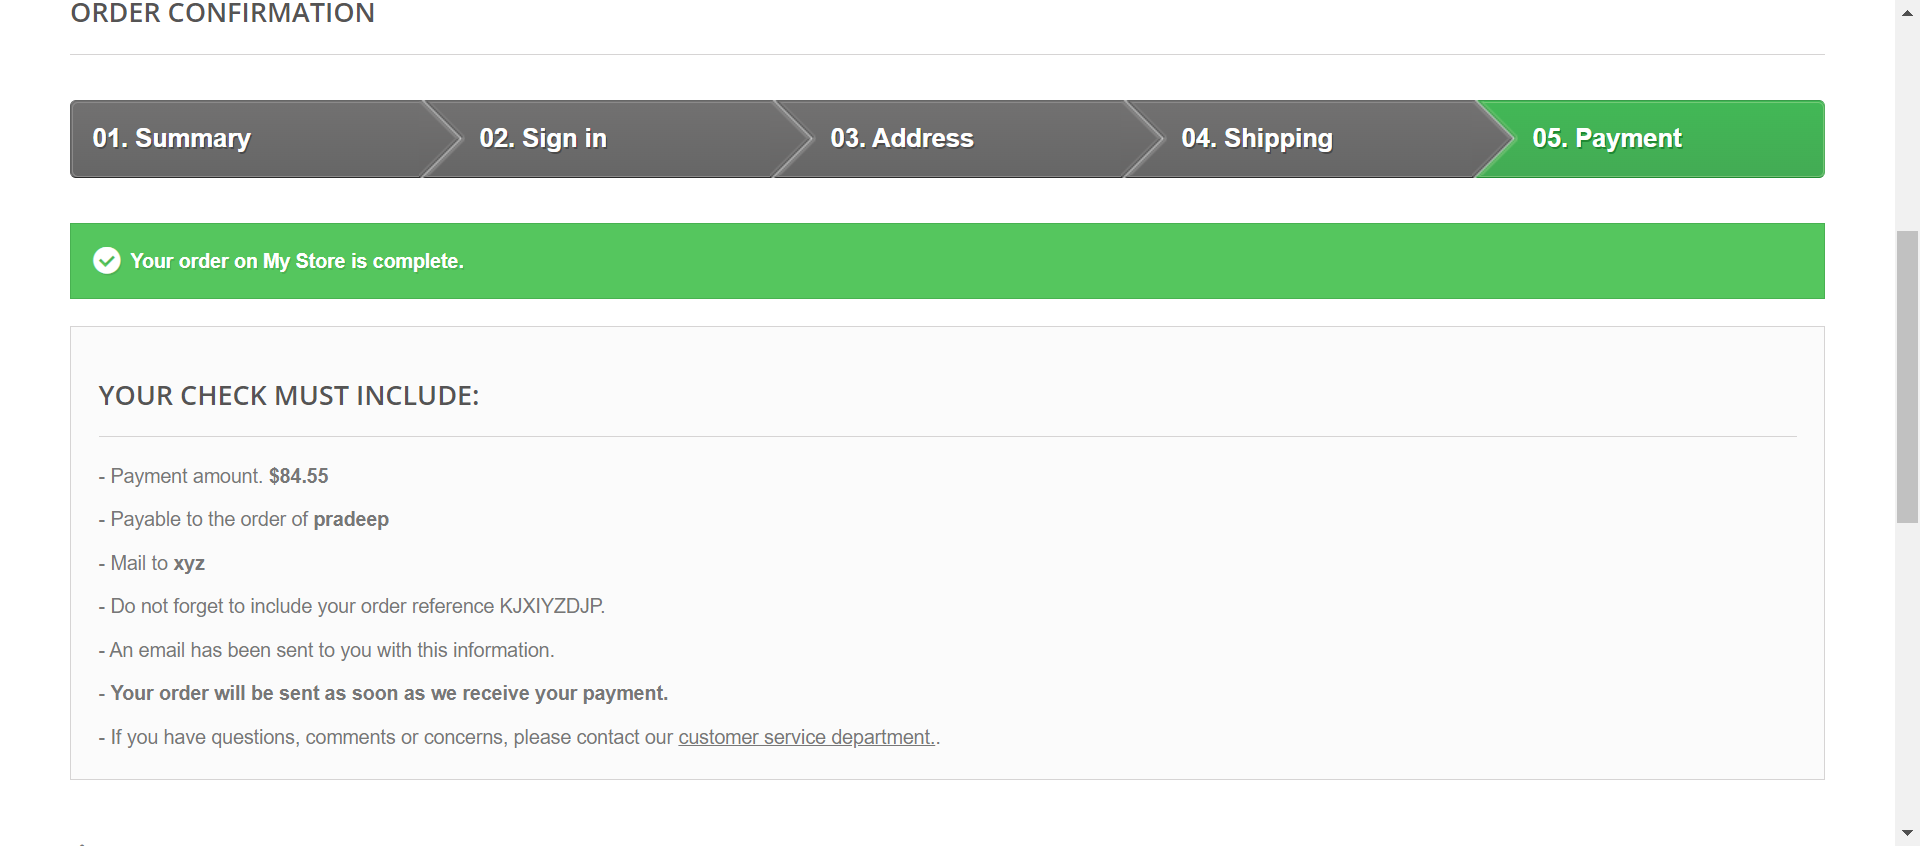 ORDER CONFIRMATION
01. Summary 02. Sign in 03. Address 04. Shipping 05. Payment
Your order on My Store is complete.
YOUR CHECK MUST INCLUDE:
- Payment amount. $84.55
- Payable to the order of pradeep
- Mail to xyz
- Do not forget to include your order reference KJXIYZDJP.
- An email has been sent to you with this information.
- Your order will be sent as soon as we receive your payment.
- If you have questions, comments or concerns, please contact our customer service department..